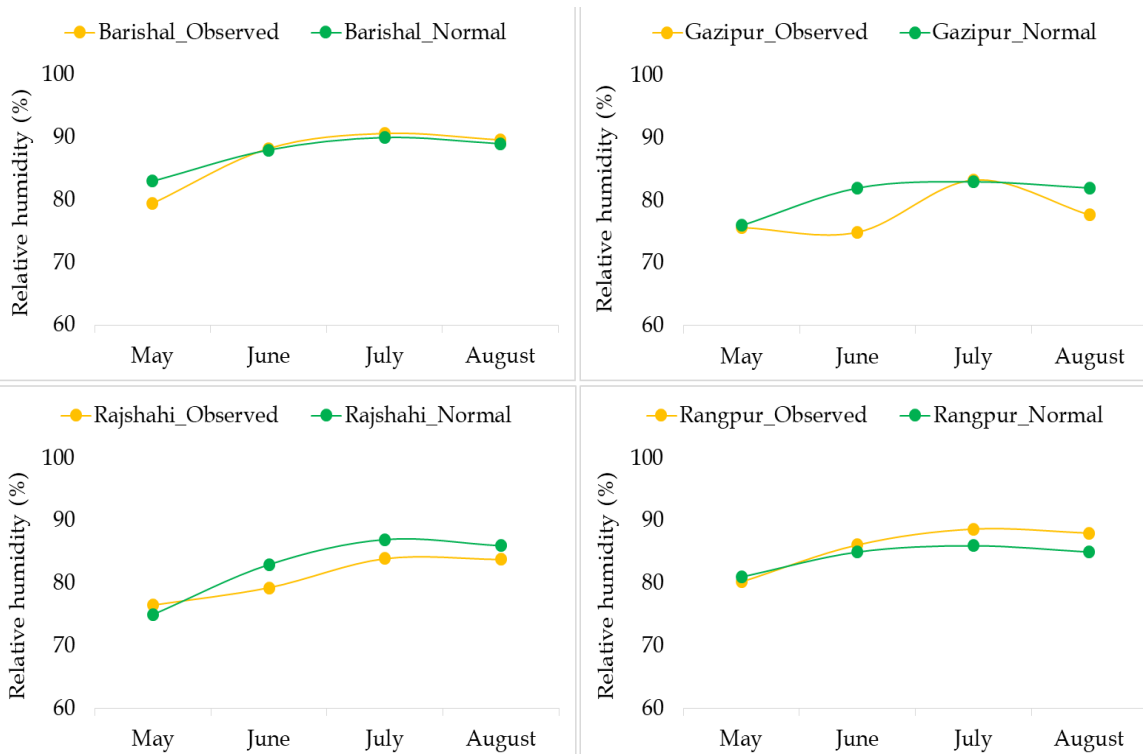 Barishal_Observed Barishal_Normal
Relative humidity (%)
100
90
80
70
60
May June July August
Gazipur_Observed Gazipur_Normal
Relative humidity (%)
100
90
80
70
60
May June July August
Rajshahi_Observed Rajshahi_Normal
Relative humidity (%)
100
90
80
70
60
May June July August
Rangpur_Observed Rangpur_Normal
Relative humidity (%)
100
90
80
70
60
May June July August